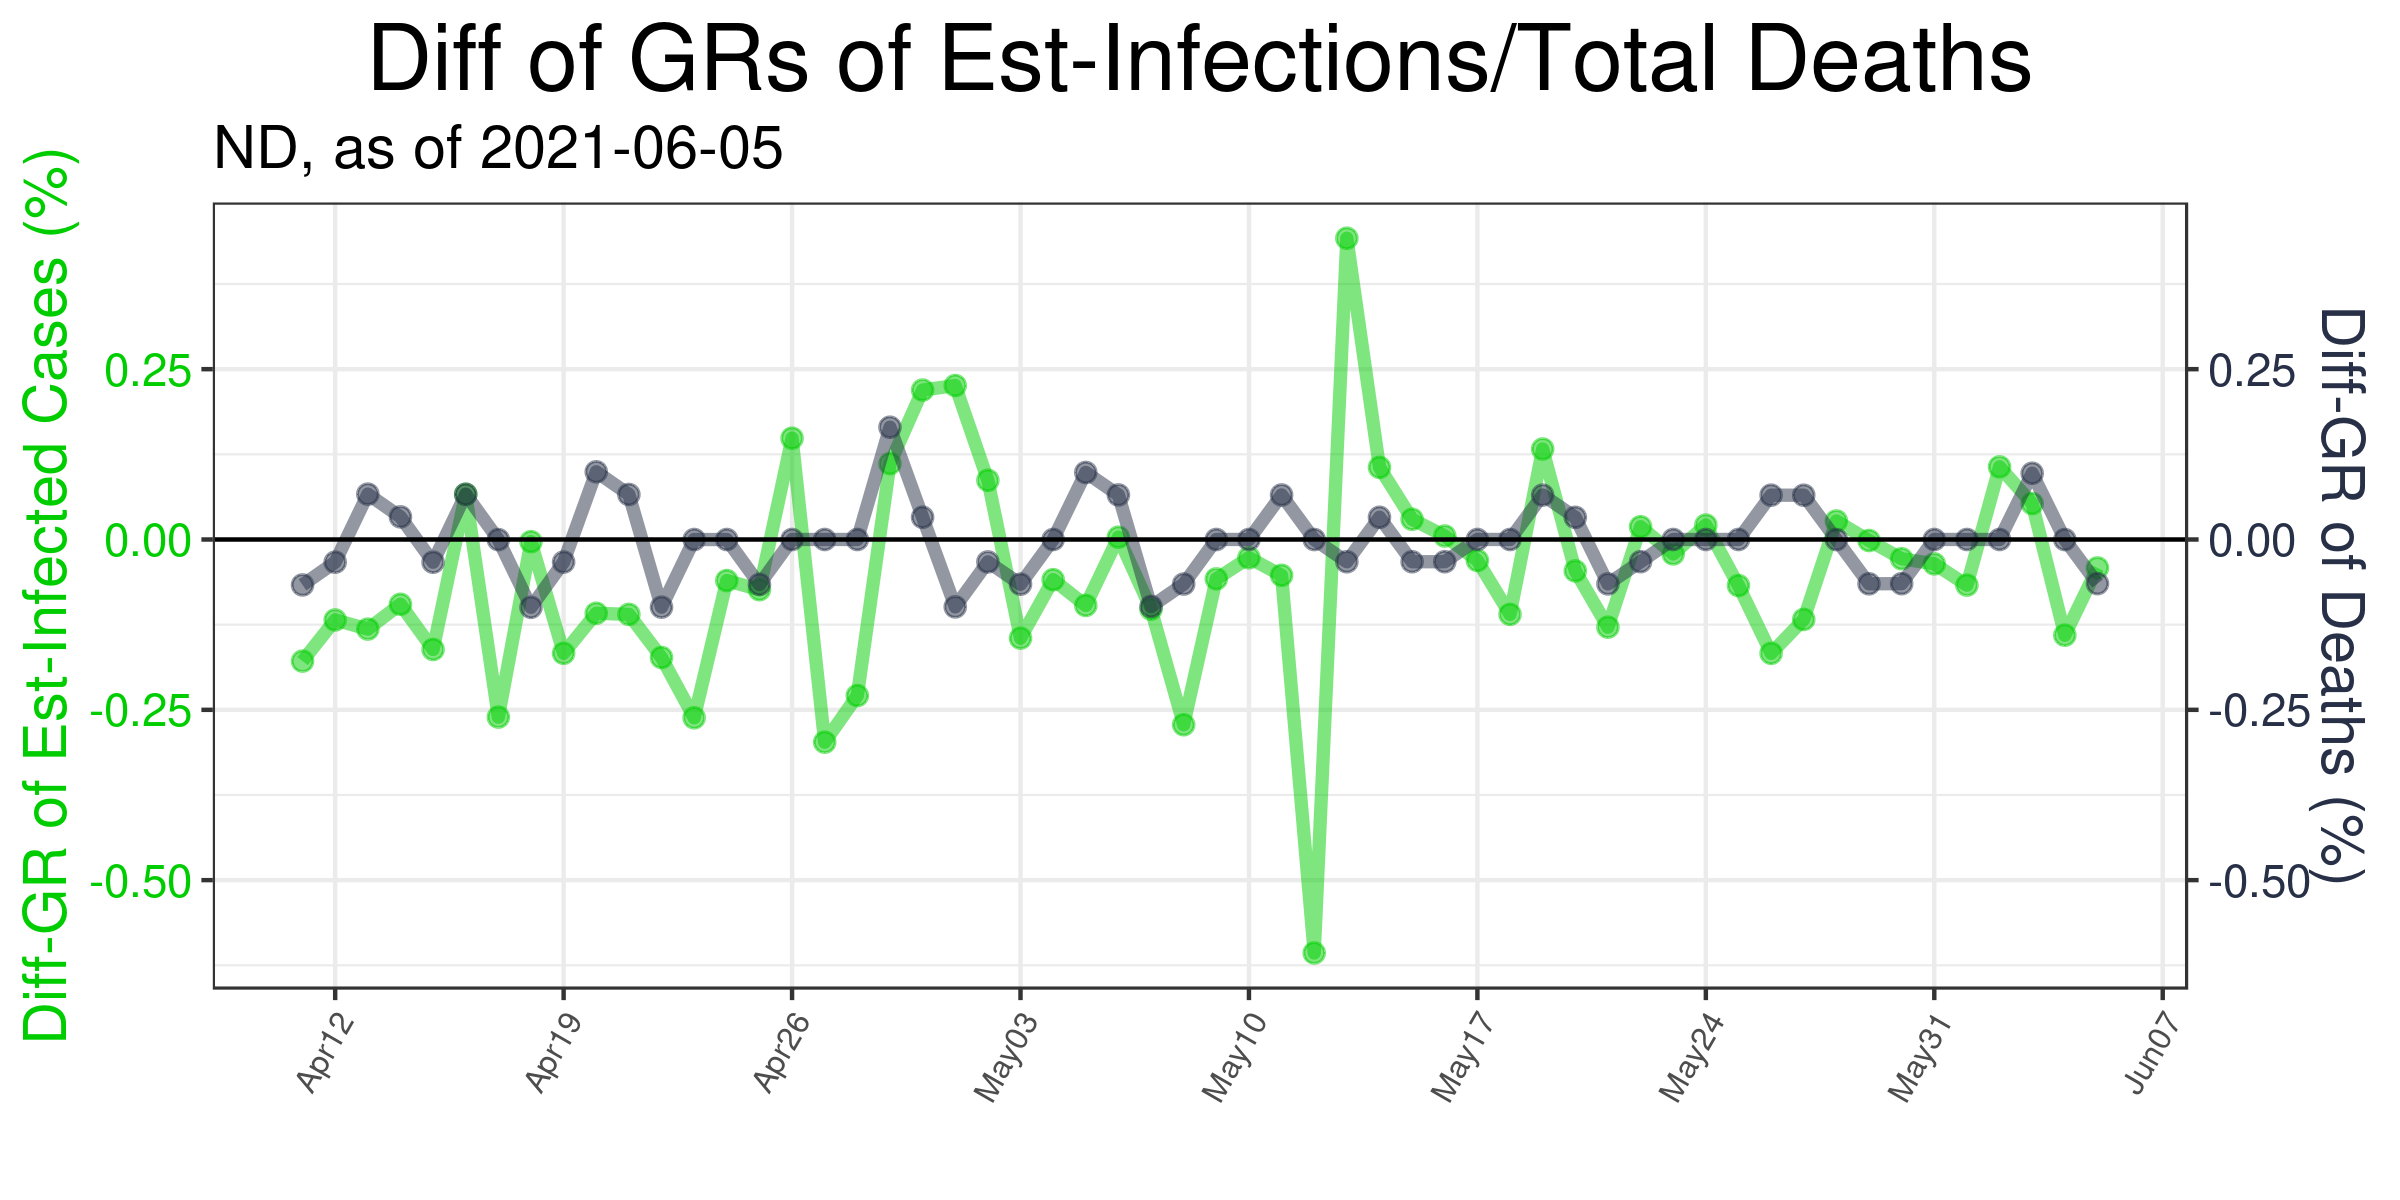 Diff of GRs of Est-Infections/Total Deaths
ND, as of 2021-06-05
Diff-GR of Est-Infected Cases (%)
0.25
0.00
-0.25
-0.50
0.25
0.00
-0.25
-0.50
Diff-GR of Deaths (%)
Apr12
Apr19
Apr26
May03
May10
May17
May24
May31
Jun07